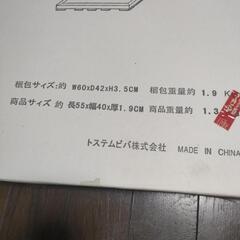 梱包サイズ:約 W60xD42xH3.5CM 梱包重量約 1.9 K
商品サイズ 約 長55x幅40x厚1.9CM 商品重量約 1.3
トステムビバ株式会社 MADE IN CHINA